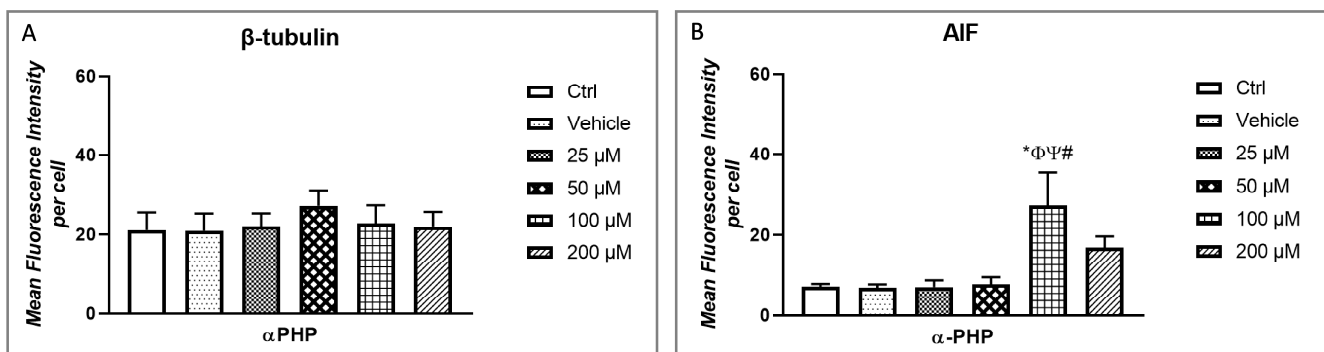 A
β-tubulin
Mean Fluorescence Intensity
per cell
60
40
20
0
αPHP
Ctrl
Vehicle
25 µM
50 µM
100 µM
200 µM
B
AIF
Mean Fluorescence Intensity
per cell
60
40
20
0
*ΦΨ#
α-PHP
Ctrl
Vehicle
25 µM
50 µM
100 µM
200 µM